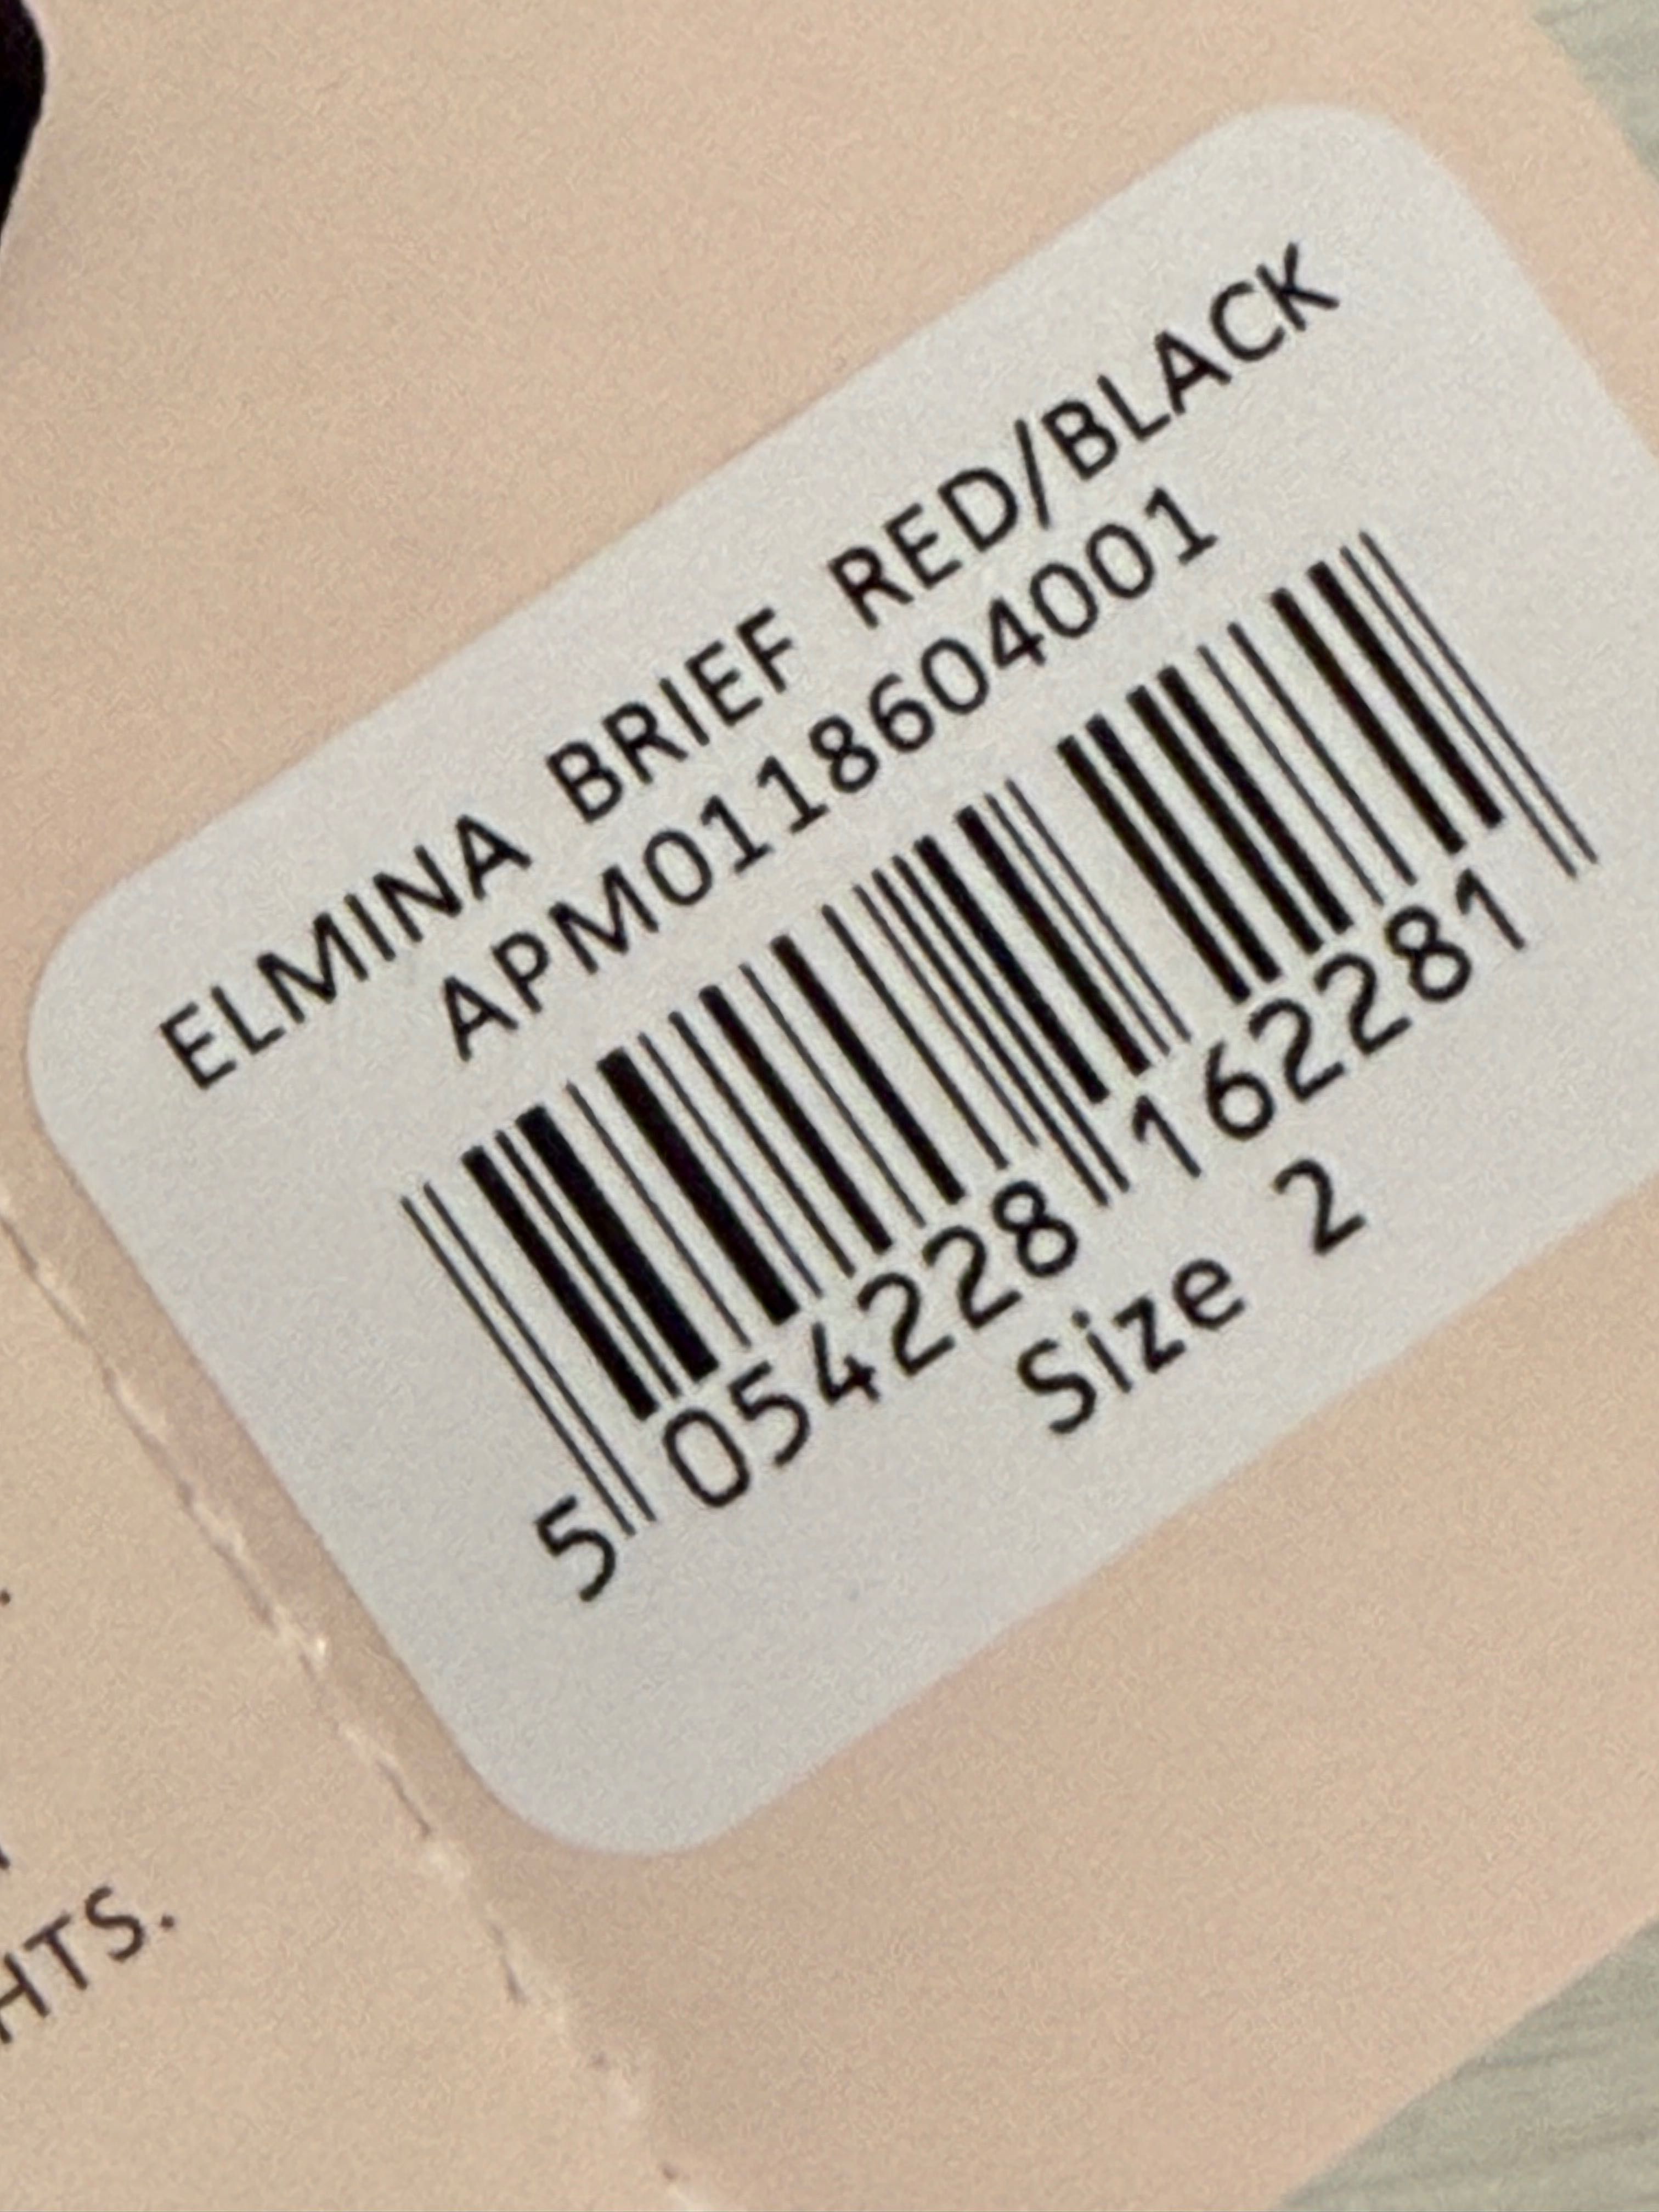 ELMINA BRIEF RED/BLACK
APM0118604001
5 054228 162281
Size 2
HTS.